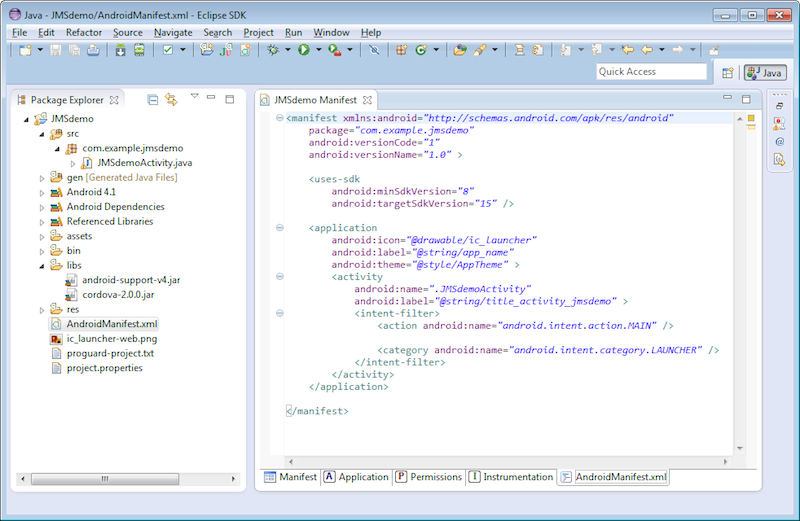 Java - JMSdemo/AndroidManifest.xml - Eclipse SDK
File Edit Refactor Source Navigate Search Project Run Window Help
Quick Access
Java
Package Explorer
JMSdemo
src
com.example.jmsdemo
JMSdemoActivity.java
gen [Generated Java Files]
Android 4.1
Android Dependencies
Referenced Libraries
assets
bin
libs
android-support-v4.jar
cordova-2.0.0.jar
res
AndroidManifest.xml
ic_launcher-web.png
proguard-project.txt
project.properties
JMSdemo Manifest
<manifest xmlns:android="http://schemas.android.com/apk/res/android"
package="com.example.jmsdemo"
android:versionCode="1"
android:versionName="1.0" >
<uses-sdk
android:minSdkVersion="8"
android:targetSdkVersion="15" />
<application
android:icon="@drawable/ic_launcher"
android:label="@string/app_name"
android:theme="@style/AppTheme" >
<activity
android:name=".JMSdemoActivity"
android:label="@string/title_activity_jmsdemo" >
<intent-filter>
<action android:name="android.intent.action.MAIN" />
<category android:name="android.intent.category.LAUNCHER" />
</intent-filter>
</activity>
</application>
</manifest>
Manifest A Application P Permissions I Instrumentation AndroidManifest.xml